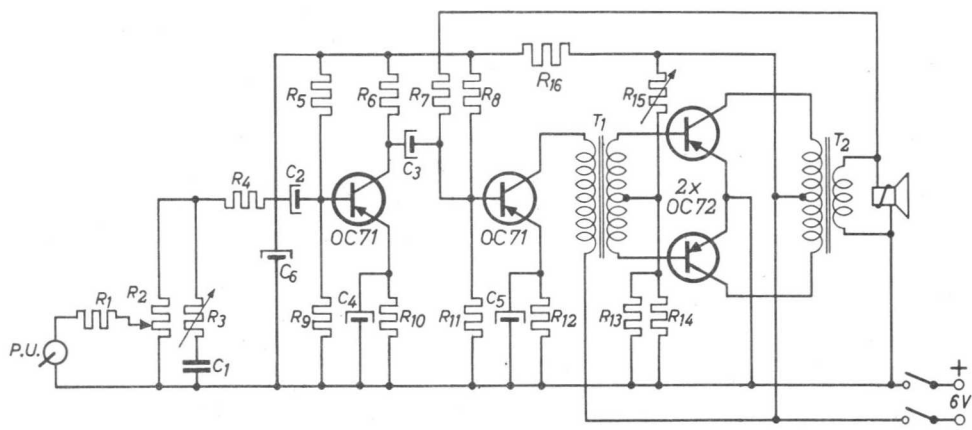 R16
R5
R6
R7
R8
R15
T1
T2
C3
R4
C2
2x
OC72
OC71
OC71
C6
R1
R2
R3
C4
R9
R10
R11
C5
R12
R13
R14
P.U.
C1
+
6V